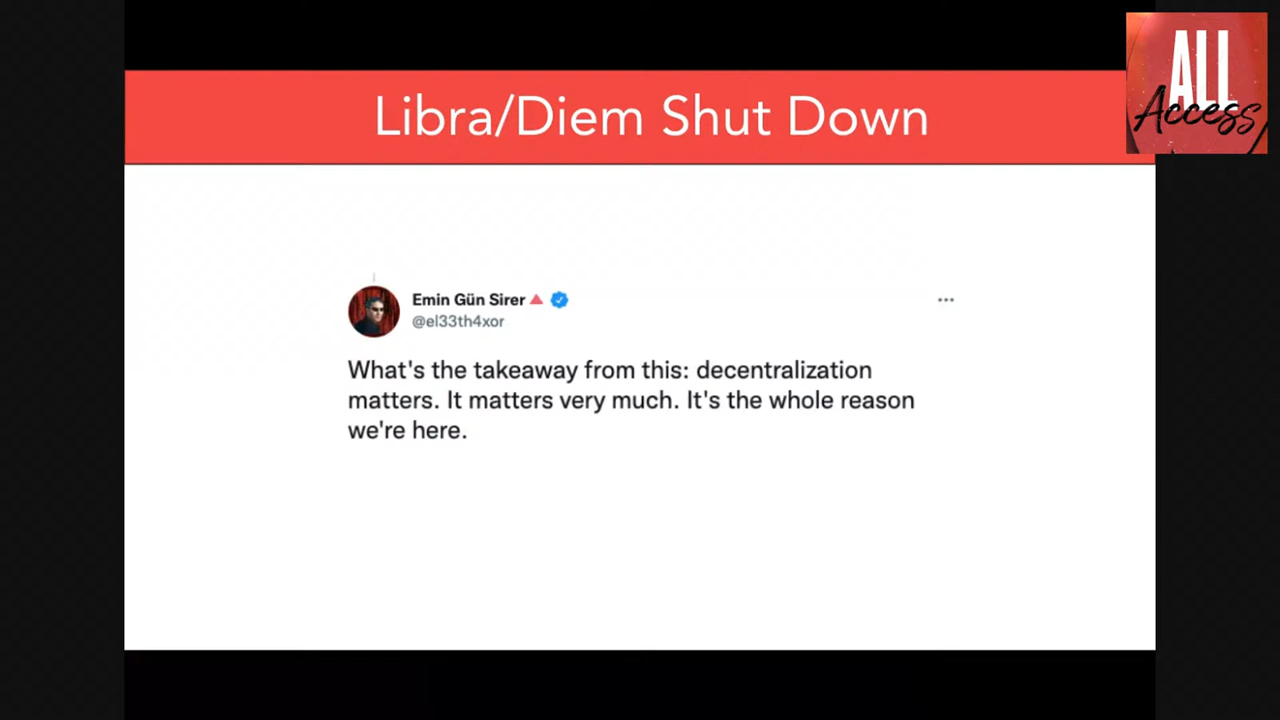 ALL
Access
Libra/Diem Shut Down
Emin Gün Sirer
@el33th4xor
What's the takeaway from this: decentralization
matters. It matters very much. It's the whole reason
we're here.